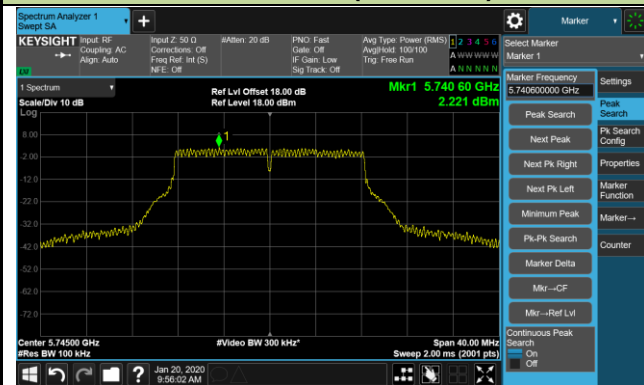 Spectrum Analyzer 1
Swept SA
Marker
KEYSIGHT
Input: RF
Coupling: AC
Align: Auto
Input Z: 50 Ω
Corrections: Off
Freq Ref: Int (S)
NFE: Off
#Atten: 20 dB
PNO: Fast
Gate: Off
IF Gain: Low
Sig Track: Off
Avg Type: Power (RMS)
Avg|Hold: 100/100
Trig: Free Run
1 2 3 4 5 6
A W W W W W
A N N N N N
Select Marker
Marker 1
1 Spectrum
Scale/Div 10 dB
Log
Ref Lvl Offset 18.00 dB
Ref Level 18.00 dBm
Mkr1 5.740 60 GHz
2.221 dBm
1
8.00
-2.00
-12.0
-22.0
-32.0
-42.0
-52.0
-62.0
-72.0
Center 5.74500 GHz
#Res BW 100 kHz
#Video BW 300 kHz*
Span 40.00 MHz
Sweep 2.00 ms (2001 pts)
Marker Frequency
5.740600000 GHz
Peak Search
Next Peak
Next Pk Right
Next Pk Left
Minimum Peak
Pk-Pk Search
Marker Delta
Mkr→CF
Mkr→Ref Lvl
Continuous Peak
Search
On
Off
Settings
Peak
Search
Pk Search
Config
Properties
Marker
Function
Marker→
Counter
Jan 20, 2020
9:56:02 AM